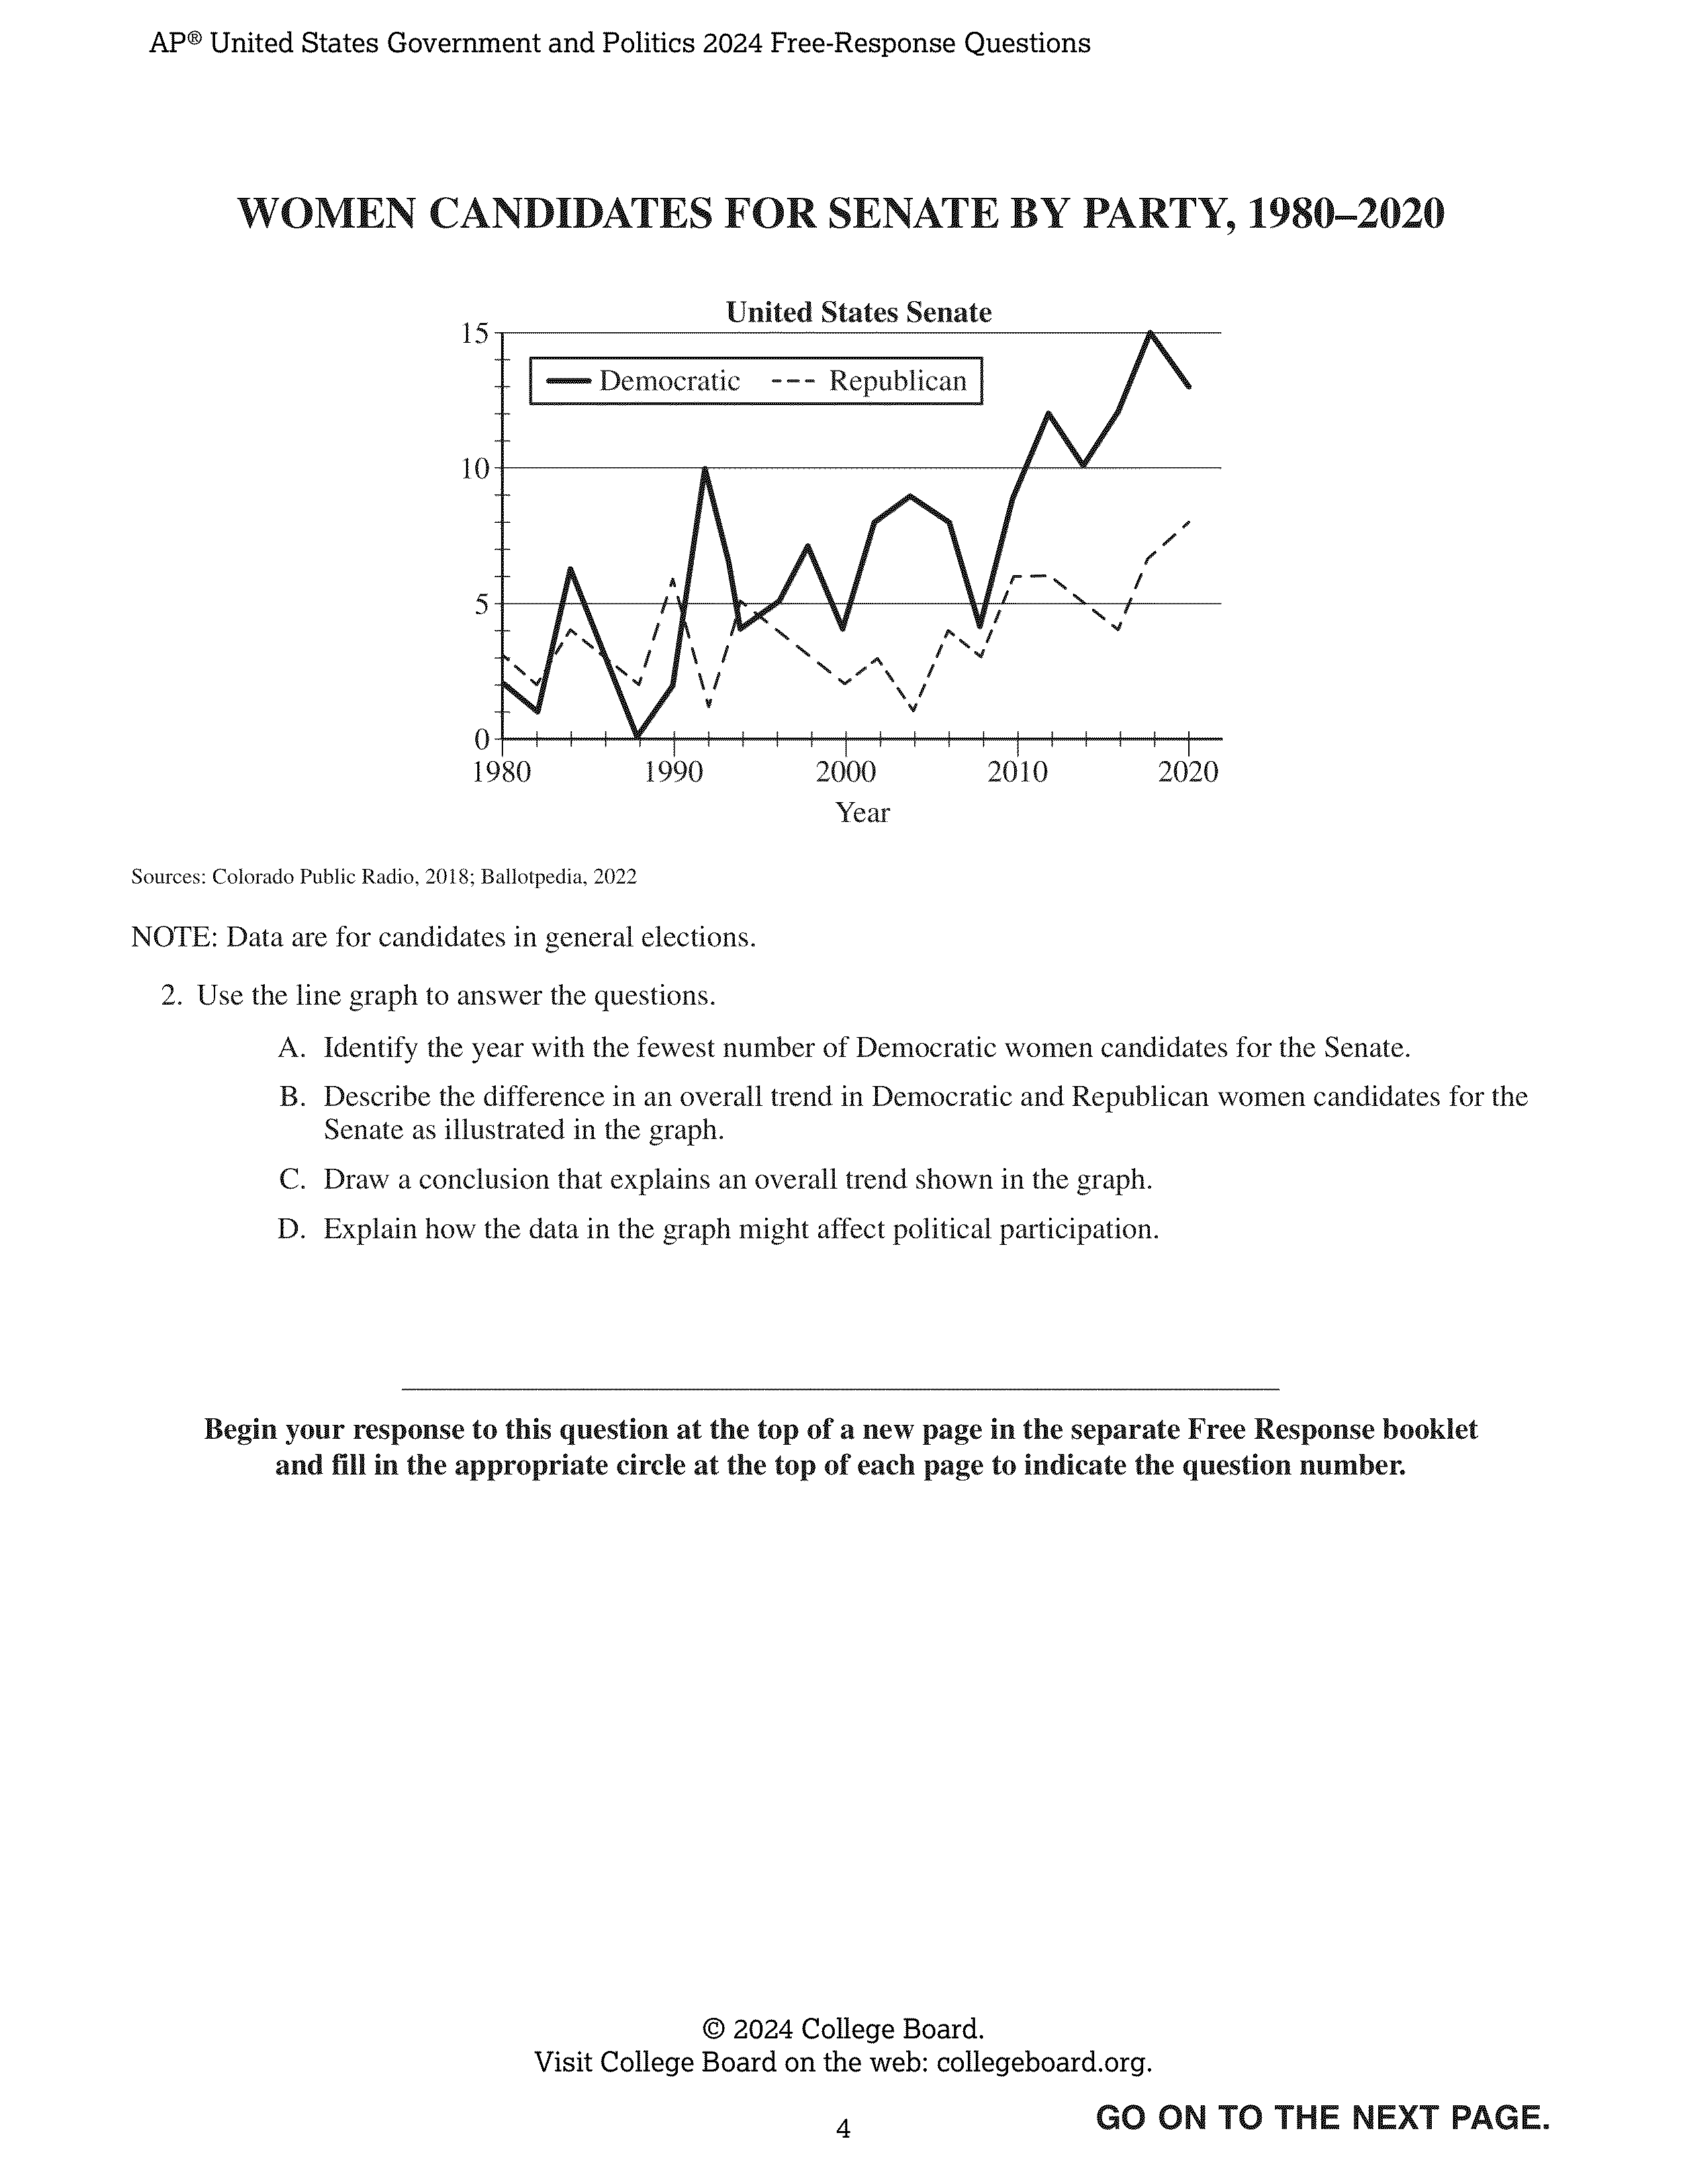 AP® United States Government and Politics 2024 Free-Response Questions
WOMEN CANDIDATES FOR SENATE BY PARTY, 1980–2020
United States Senate
15
Democratic
Republican
10
5
0
1980
1990
2000
2010
2020
Year
Sources: Colorado Public Radio, 2018; Ballotpedia, 2022
NOTE: Data are for candidates in general elections.
2. Use the line graph to answer the questions.
A. Identify the year with the fewest number of Democratic women candidates for the Senate.
B. Describe the difference in an overall trend in Democratic and Republican women candidates for the
Senate as illustrated in the graph.
C. Draw a conclusion that explains an overall trend shown in the graph.
D. Explain how the data in the graph might affect political participation.
Begin your response to this question at the top of a new page in the separate Free Response booklet
and fill in the appropriate circle at the top of each page to indicate the question number.
© 2024 College Board.
Visit College Board on the web: collegeboard.org.
GO ON TO THE NEXT PAGE.
4